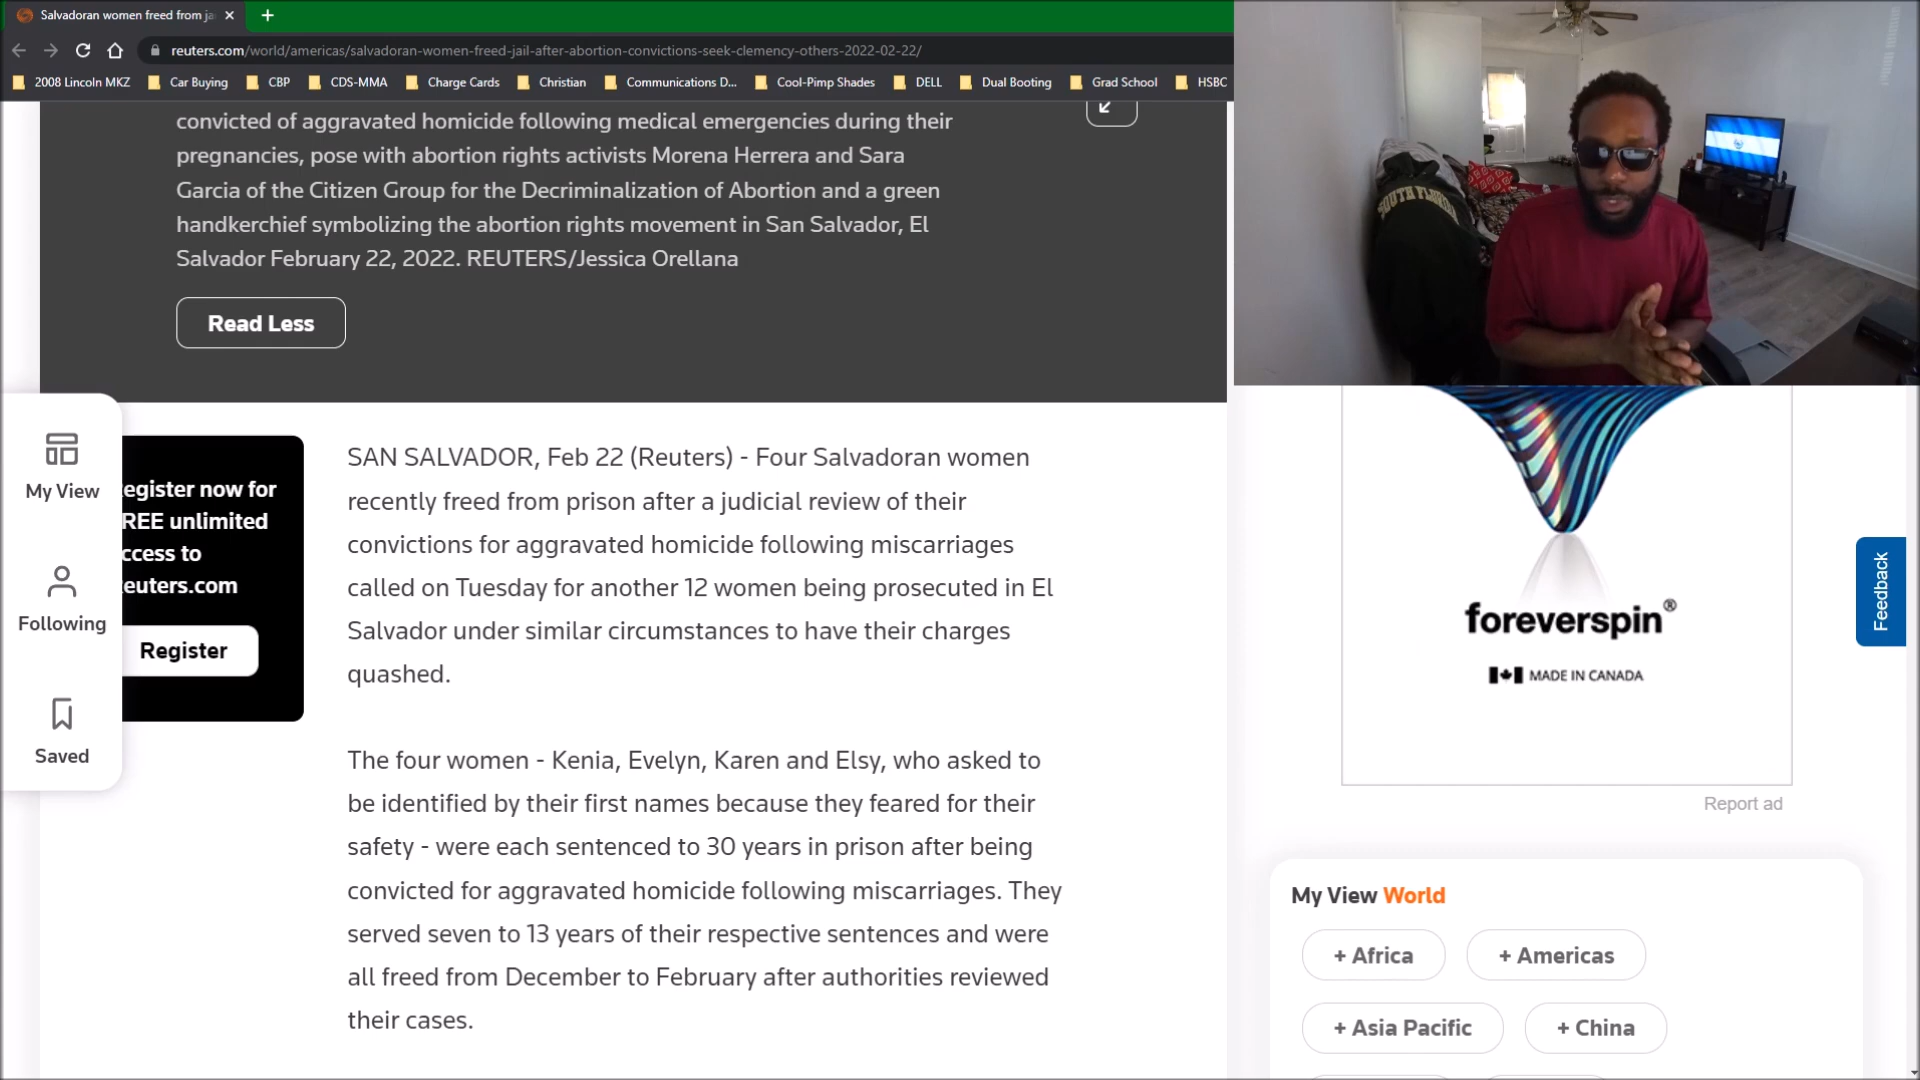 Salvadoran women freed from ja
reuters.com/world/americas/salvadoran-women-freed-jail-after-abortion-convictions-seek-clemency-others-2022-02-22/
2008 Lincoln MKZ
Car Buying
CBP
CDS-MMA
Charge Cards
Christian
Communications D...
Cool-Pimp Shades
DELL
Dual Booting
Grad School
HSBC
convicted of aggravated homicide following medical emergencies during their
pregnancies, pose with abortion rights activists Morena Herrera and Sara
Garcia of the Citizen Group for the Decriminalization of Abortion and a green
handkerchief symbolizing the abortion rights movement in San Salvador, El
Salvador February 22, 2022. REUTERS/Jessica Orellana
Read Less
SOUTH FLORIDA
My View
Following
Saved
egister now for
REE unlimited
ccess to
euters.com
Register
SAN SALVADOR, Feb 22 (Reuters) - Four Salvadoran women
recently freed from prison after a judicial review of their
convictions for aggravated homicide following miscarriages
called on Tuesday for another 12 women being prosecuted in El
Salvador under similar circumstances to have their charges
quashed.
The four women - Kenia, Evelyn, Karen and Elsy, who asked to
be identified by their first names because they feared for their
safety - were each sentenced to 30 years in prison after being
convicted for aggravated homicide following miscarriages. They
served seven to 13 years of their respective sentences and were
all freed from December to February after authorities reviewed
their cases.
foreverspin®
MADE IN CANADA
Report ad
Feedback
My View World
+ Africa
+ Americas
+ Asia Pacific
+ China